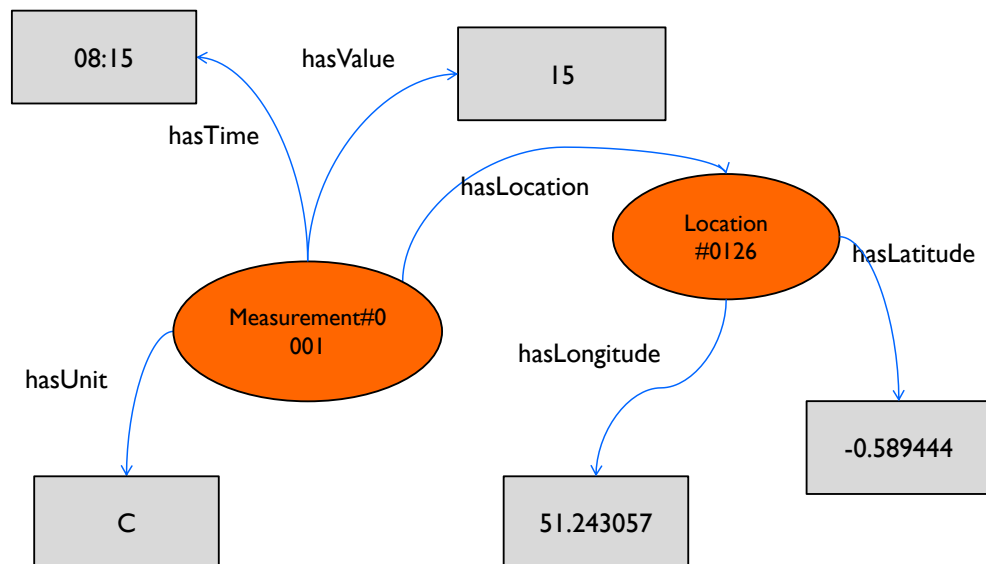 08:15
hasValue
15
hasTime
hasLocation
Location
#0126
hasLatitude
Measurement#0
001
hasLongitude
hasUnit
-0.589444
C
51.243057